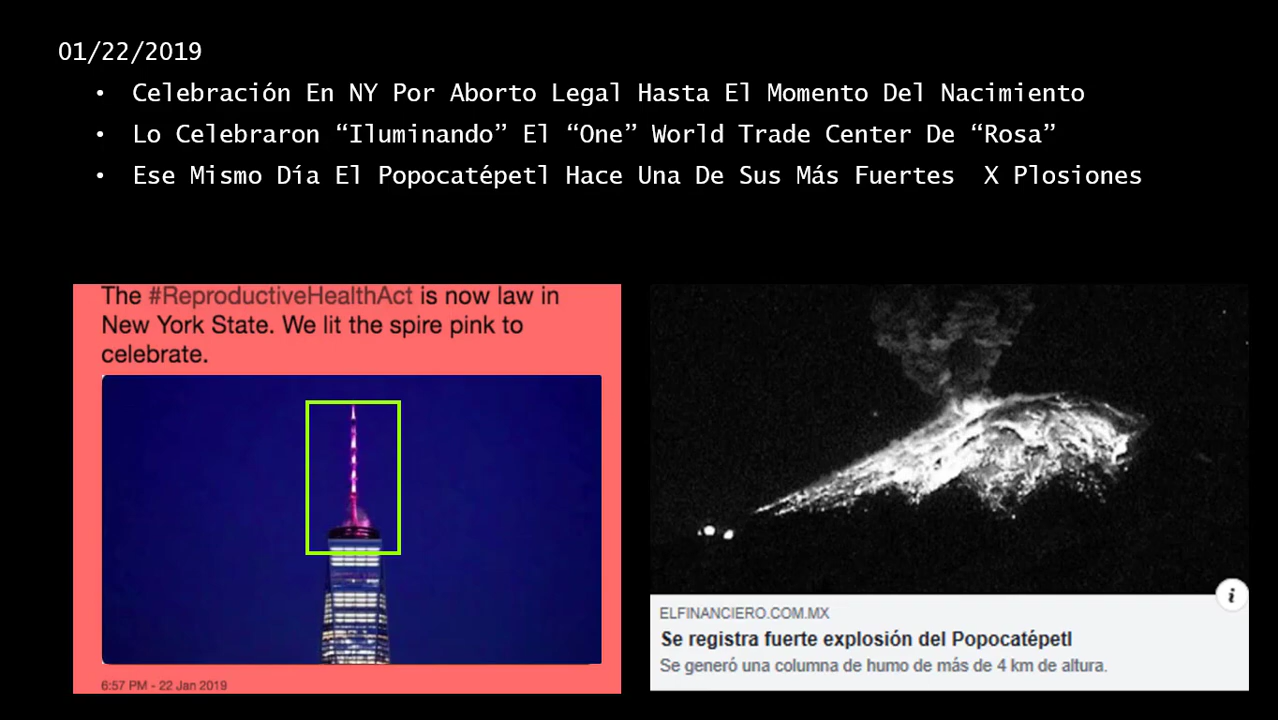 01/22/2019
• Celebración En NY Por Aborto Legal Hasta El Momento Del Nacimiento
• Lo Celebraron “Iluminando” El “One” World Trade Center De “Rosa”
• Ese Mismo Día El Popocatépetl Hace Una De Sus Más Fuertes  X Plosiones
The #ReproductiveHealthAct is now law in
New York State. We lit the spire pink to
celebrate.
6:57 PM - 22 Jan 2019
i
ELFINANCIERO.COM.MX
Se registra fuerte explosión del Popocatépetl
Se generó una columna de humo de más de 4 km de altura.